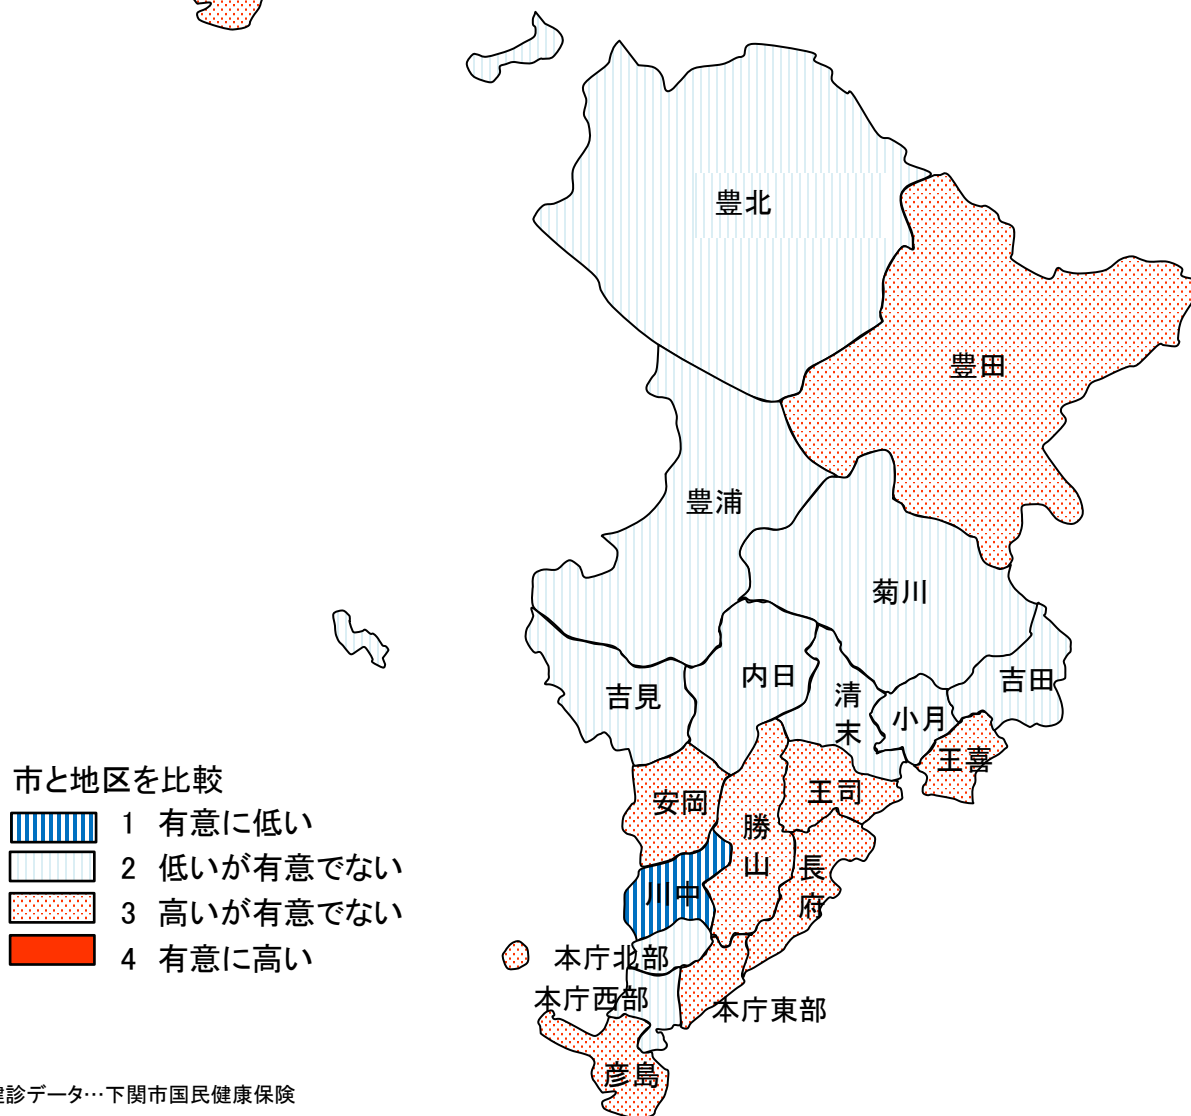 豊北
豊田
豊浦
菊川
内日
吉田
吉見
清末
小月
王喜
安岡
王司
勝山
長府
川中
本庁北部
本庁西部
本庁東部
彦島
市と地区を比較
1 有意に低い
2 低いが有意でない
3 高いが有意でない
4 有意に高い
健診データ…下関市国民健康保険